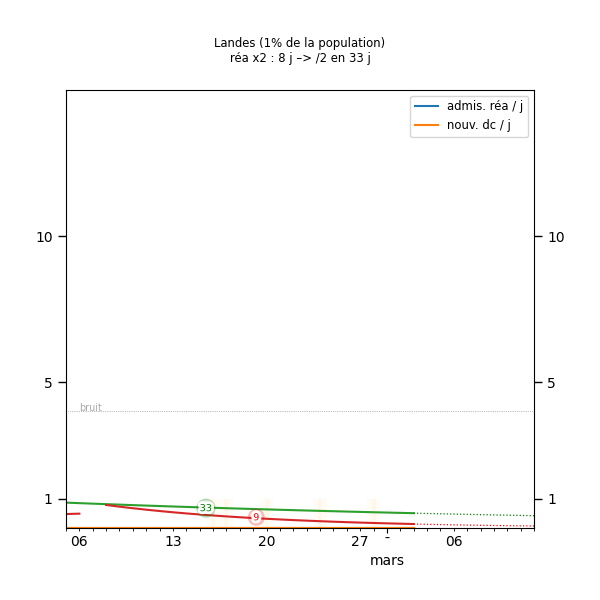 Landes (1% de la population)
réa x2 : 8 j –> /2 en 33 j
admis. réa / j
nouv. dc / j
10
10
5
5
bruit
1
1
33
9
06
13
20
27
-
06
mars